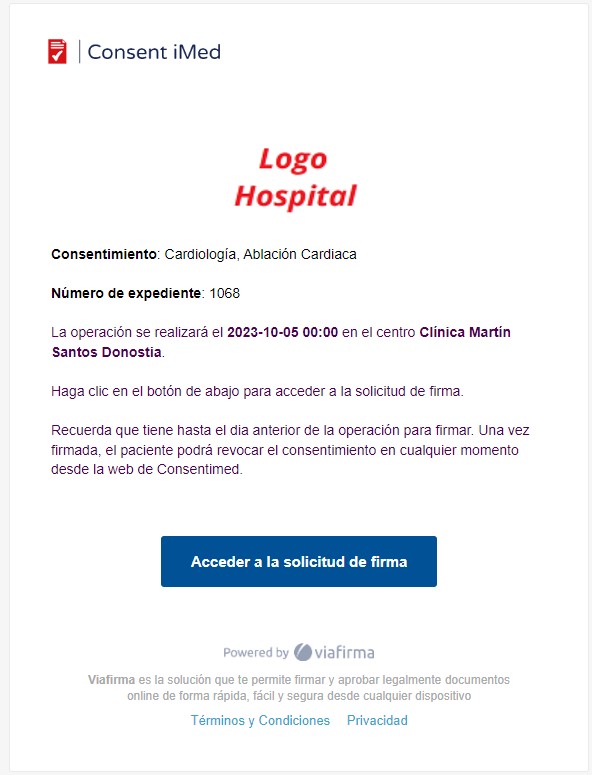 Consent iMed
Logo
Hospital
Consentimiento: Cardiología, Ablación Cardiaca
Número de expediente: 1068
La operación se realizará el 2023-10-05 00:00 en el centro Clínica Martín
Santos Donostia.
Haga clic en el botón de abajo para acceder a la solicitud de firma.
Recuerda que tiene hasta el dia anterior de la operación para firmar. Una vez
firmada, el paciente podrá revocar el consentimiento en cualquier momento
desde la web de Consentimed.
Acceder a la solicitud de firma
Powered by viafirma
Viafirma es la solución que te permite firmar y aprobar legalmente documentos
online de forma rápida, fácil y segura desde cualquier dispositivo
Términos y Condiciones Privacidad